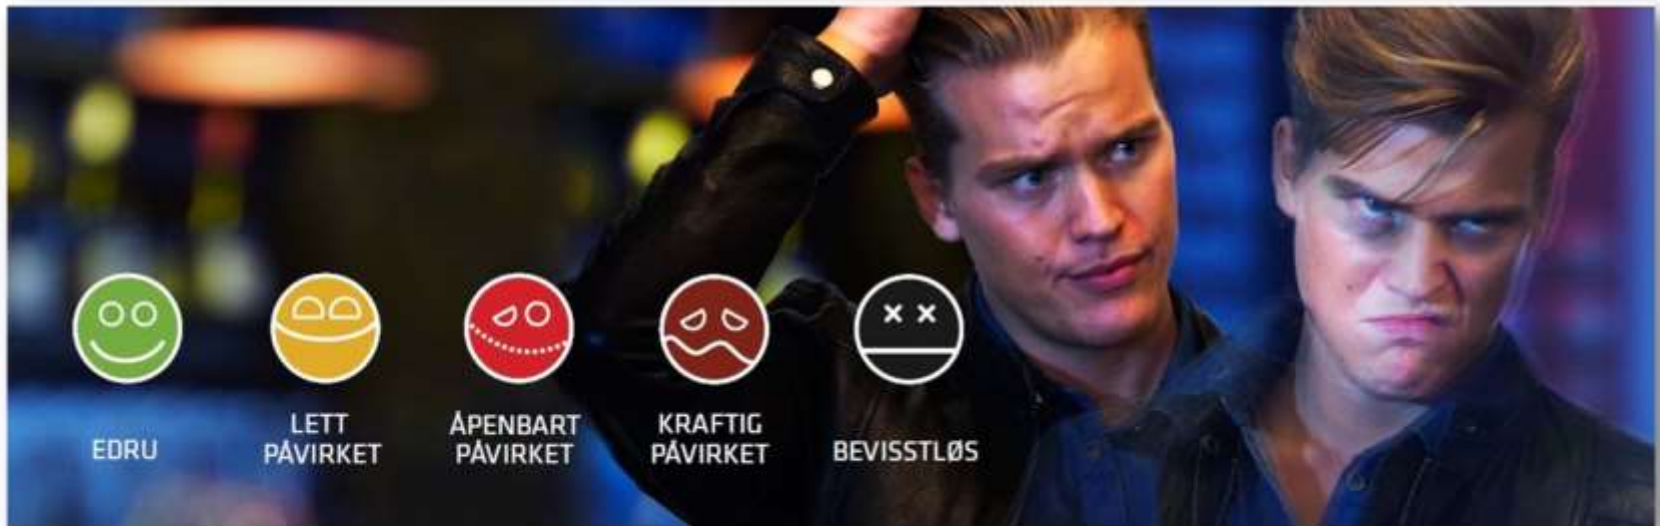 EDRU
LETT
PÅVIRKET
ÅPENBART
PÅVIRKET
KRAFTIG
PÅVIRKET
BEVISSTLØS